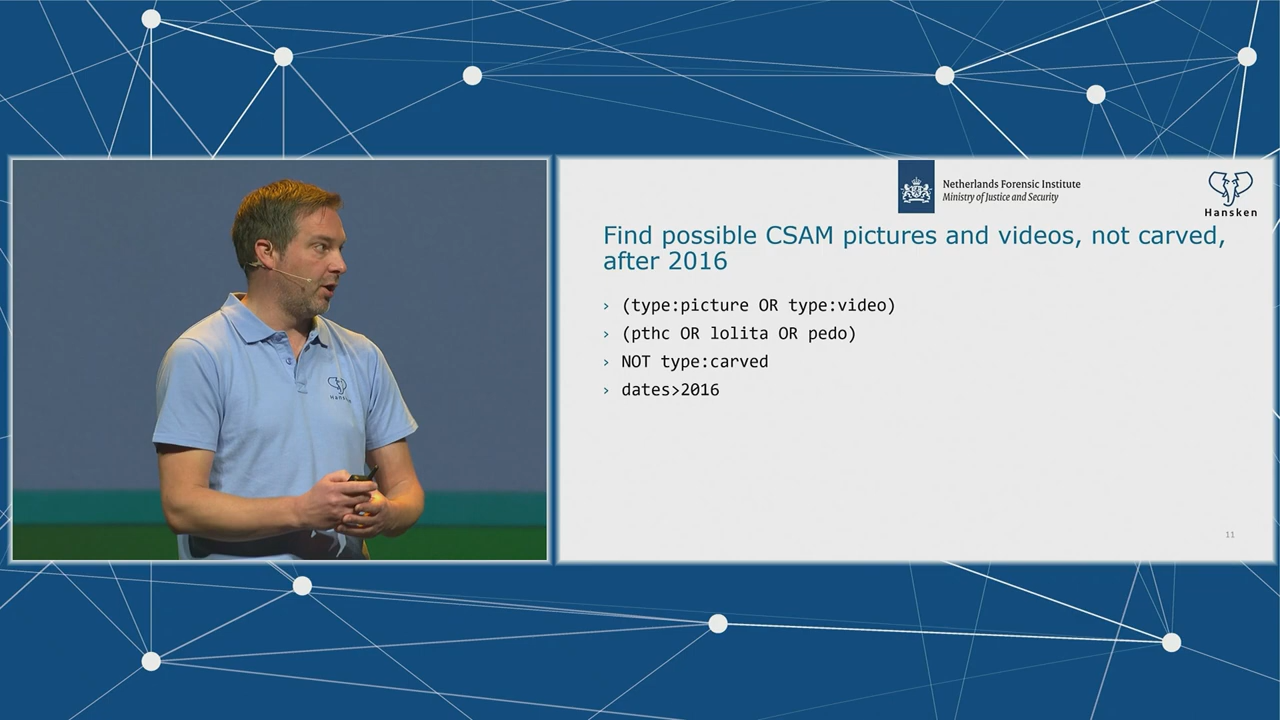 Netherlands Forensic Institute
Ministry of Justice and Security
Hansken
Find possible CSAM pictures and videos, not carved,
after 2016
› (type:picture OR type:video)
› (pthc OR lolita OR pedo)
› NOT type:carved
› dates>2016
11
Hansken